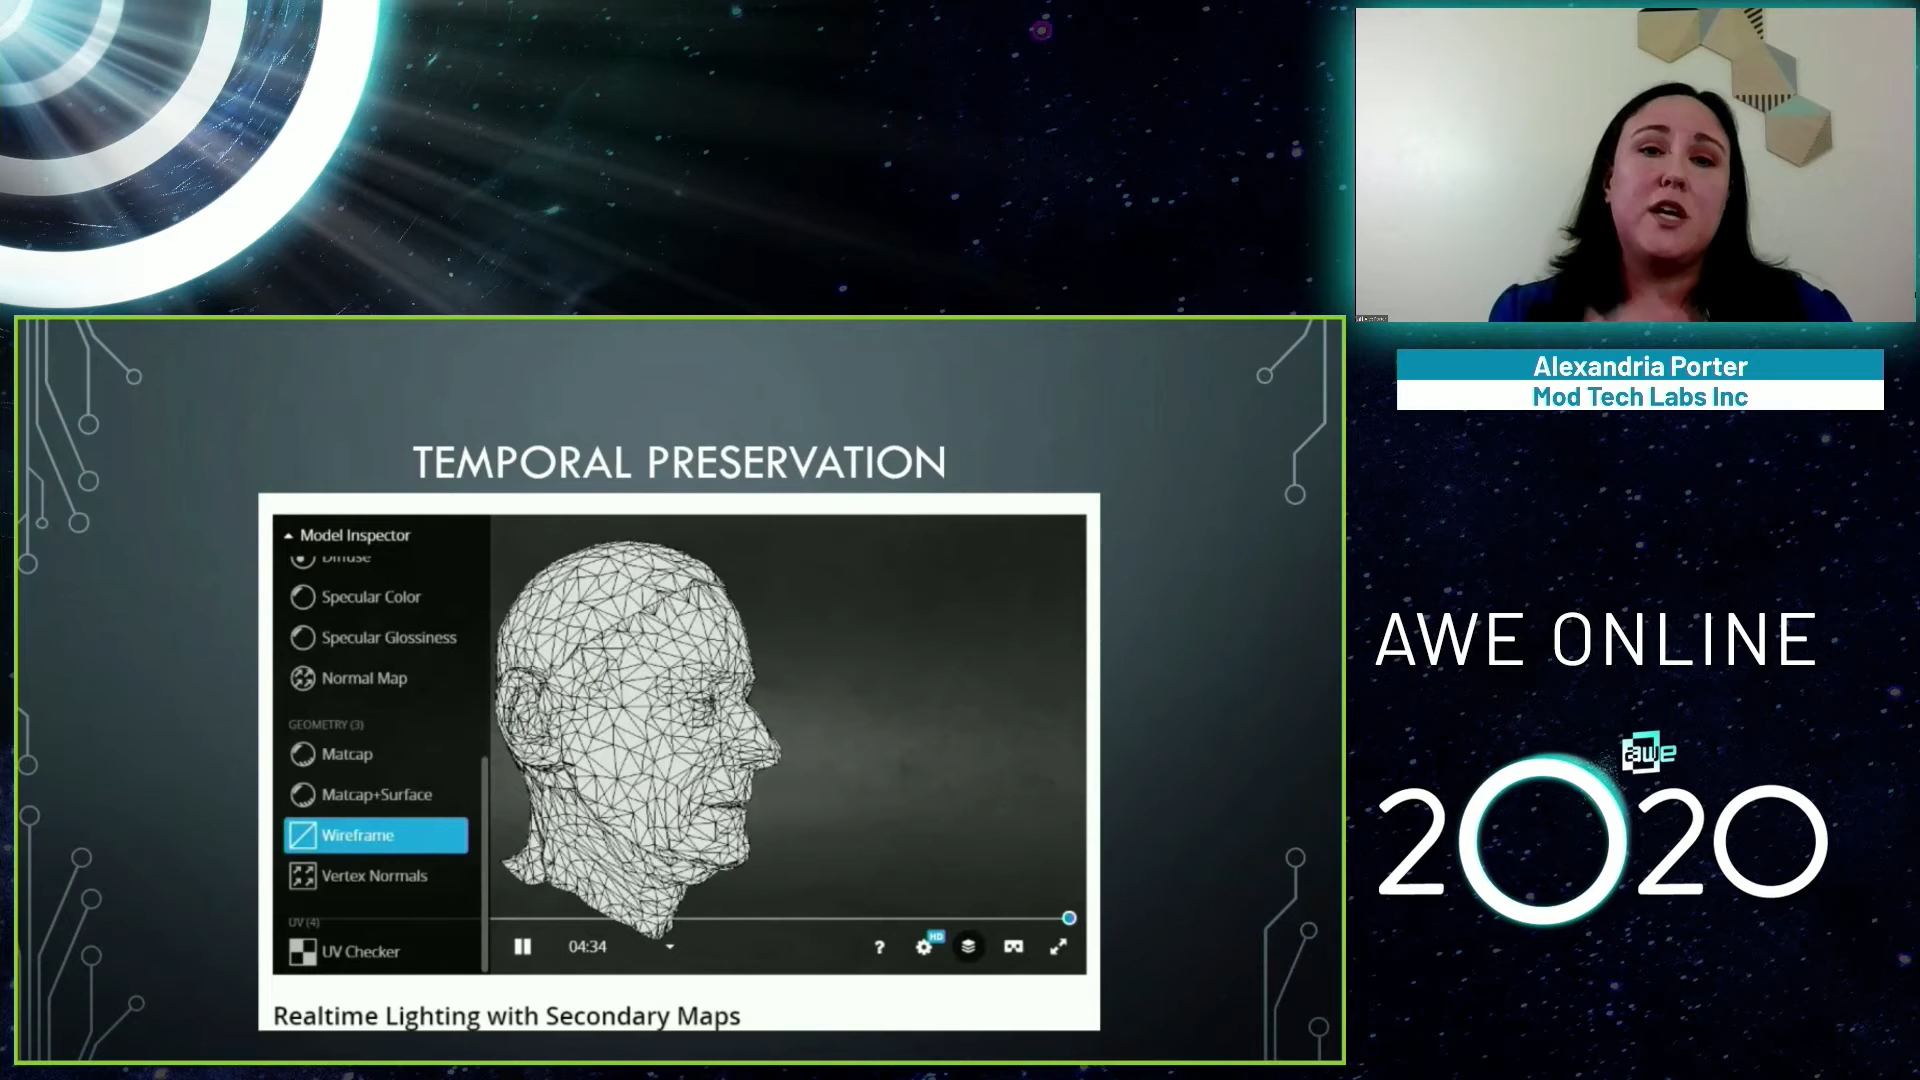 Alexandria Porter
Mod Tech Labs Inc
TEMPORAL PRESERVATION
Model Inspector
Diffuse
Specular Color
Specular Glossiness
Normal Map
GEOMETRY (3)
Matcap
Matcap+Surface
Wireframe
Vertex Normals
UV (4)
UV Checker
04:34
?
HD
Realtime Lighting with Secondary Maps
AWE ONLINE
awe
2020